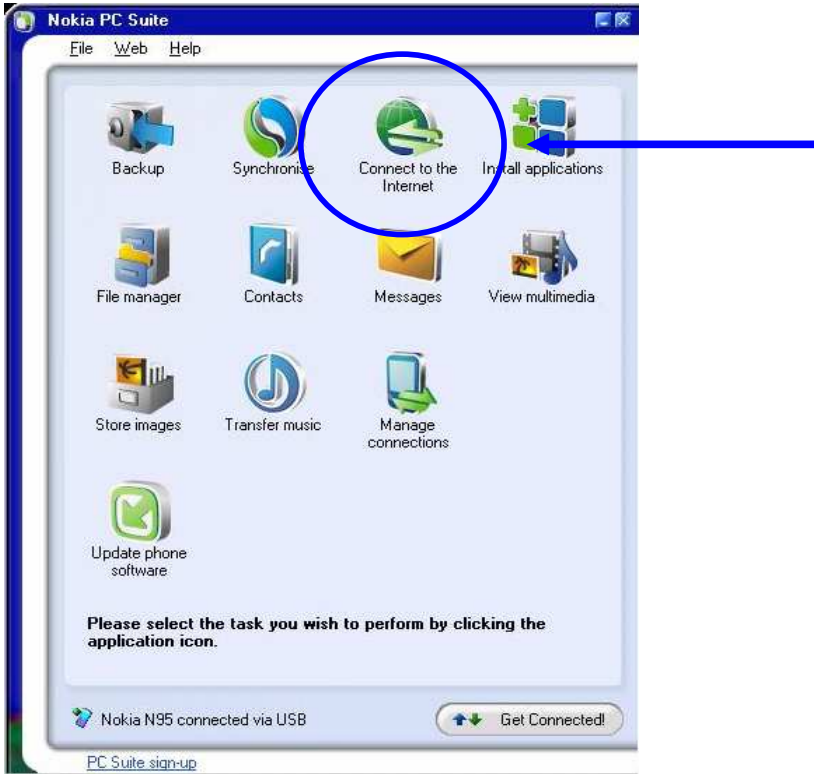 Nokia PC Suite
File Web Help
Backup Synchronise Connect to the Internet Install applications
File manager Contacts Messages View multimedia
Store images Transfer music Manage connections
Update phone software
Please select the task you wish to perform by clicking the
application icon.
Nokia N95 connected via USB Get Connected!
PC Suite sign-up